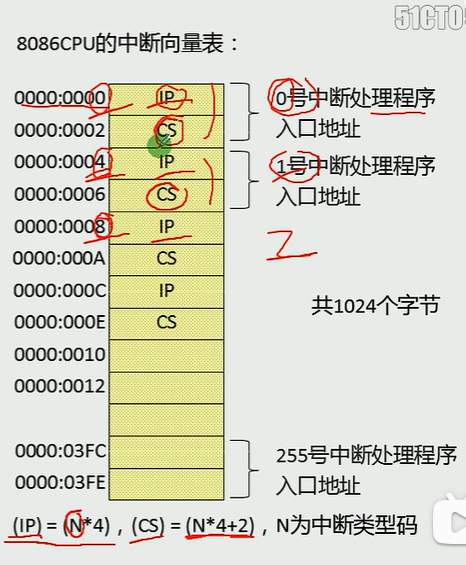 51CTO
8086CPU的中断向量表：
0000:0000 IP 0号中断处理程序
0000:0002 CS 入口地址
0000:0004 IP 1号中断处理程序
0000:0006 CS 入口地址
0000:0008 IP 2
0000:000A CS
0000:000C IP 共1024个字节
0000:000E CS
0000:0010
0000:0012
0000:03FC 255号中断处理程序
0000:03FE 入口地址
(IP) = (N*4)，(CS) = (N*4+2)，N为中断类型码